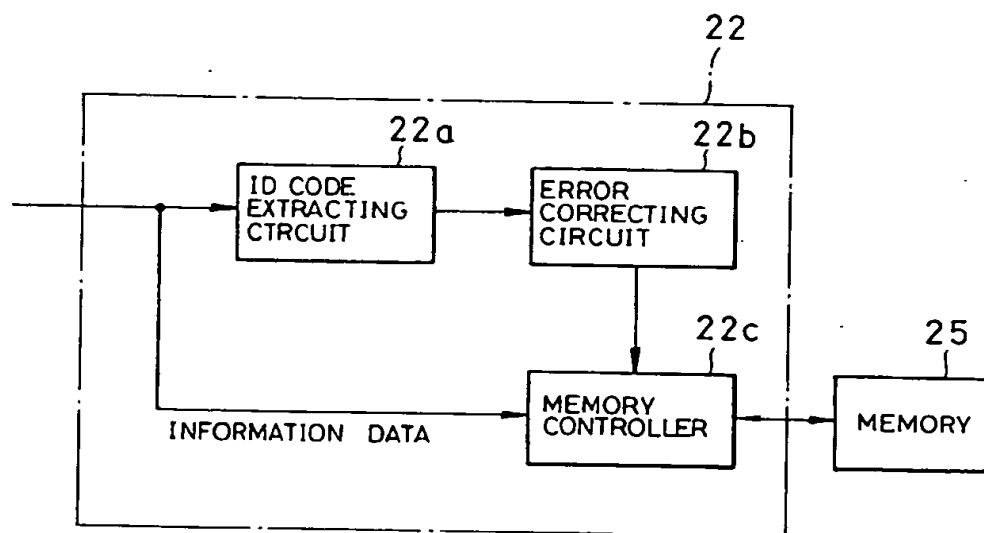 22
22a
22b
ID CODE
EXTRACTING
CTRCUIT
ERROR
CORRECTING
CIRCUIT
22c
25
MEMORY
CONTROLLER
MEMORY
INFORMATION DATA